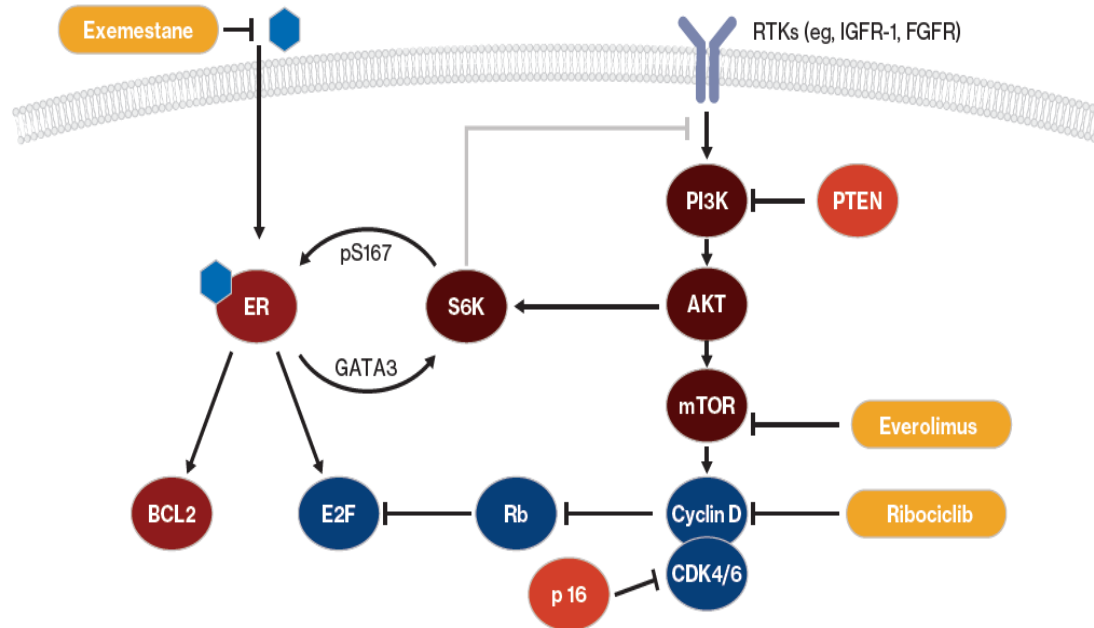 Exemestane
RTKs (eg, IGFR-1, FGFR)
PI3K
PTEN
pS167
ER
S6K
AKT
GATA3
mTOR
Everolimus
BCL2
E2F
Rb
Cyclin D
Ribociclib
CDK4/6
p 16